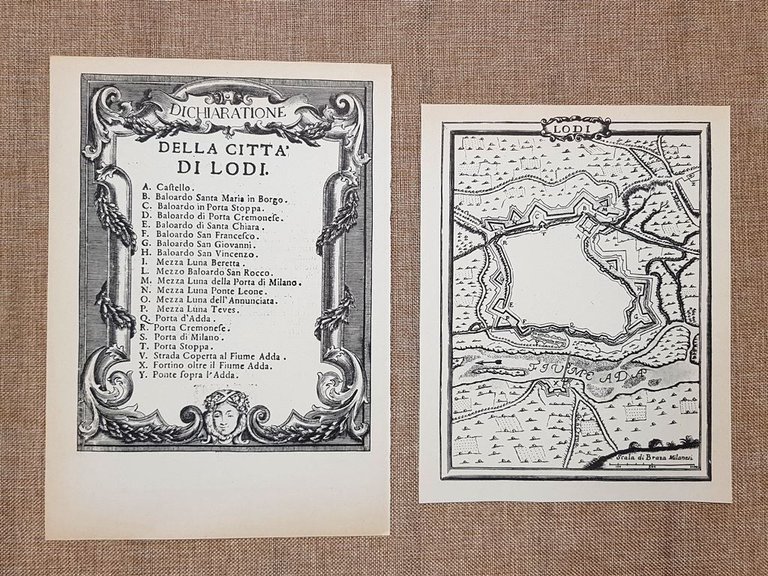 DICHIARATIONE
DELLA CITTA'
DI LODI.
A. Castello.
B. Baloardo Santa Maria in Borgo.
C. Baloardo in Porta Stoppa.
D. Baloardo di Porta Cremonese.
E. Baloardo di Santa Chiara.
F. Baloardo San Francesco.
G. Baloardo San Giovanni.
H. Baloardo San Vincenzo.
I. Mezza Luna Beretta.
L. Mezzo Baloardo San Rocco.
M. Mezza Luna della Porta di Milano.
N. Mezza Luna Ponte Leone.
O. Mezza Luna dell'Annunciata.
P. Mezza Luna Teves.
Q. Porta d'Adda.
R. Porta Cremonese.
S. Porta di Milano.
T. Porta Stoppa.
V. Strada Coperta al Fiume Adda.
X. Fortino oltre il Fiume Adda.
Y. Ponte sopra l'Adda.
LODI
FIUME ADA
Scala di Braza Milanesi